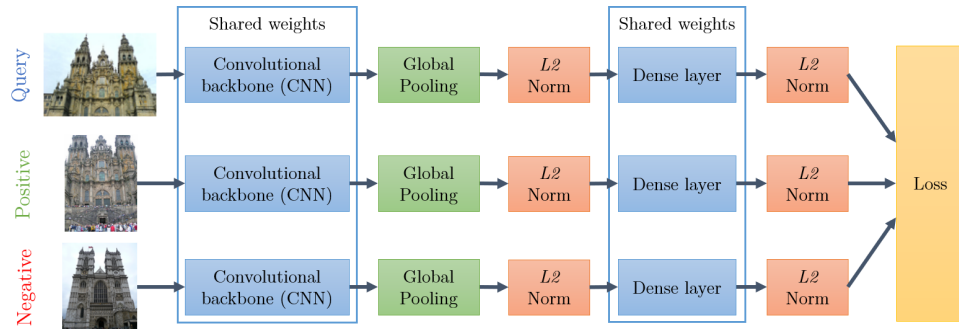 Shared weights
Shared weights
Query
Convolutional
backbone (CNN)
Global
Pooling
L2
Norm
Dense layer
L2
Norm
Positive
Convolutional
backbone (CNN)
Global
Pooling
L2
Norm
Dense layer
L2
Norm
Loss
Negative
Convolutional
backbone (CNN)
Global
Pooling
L2
Norm
Dense layer
L2
Norm